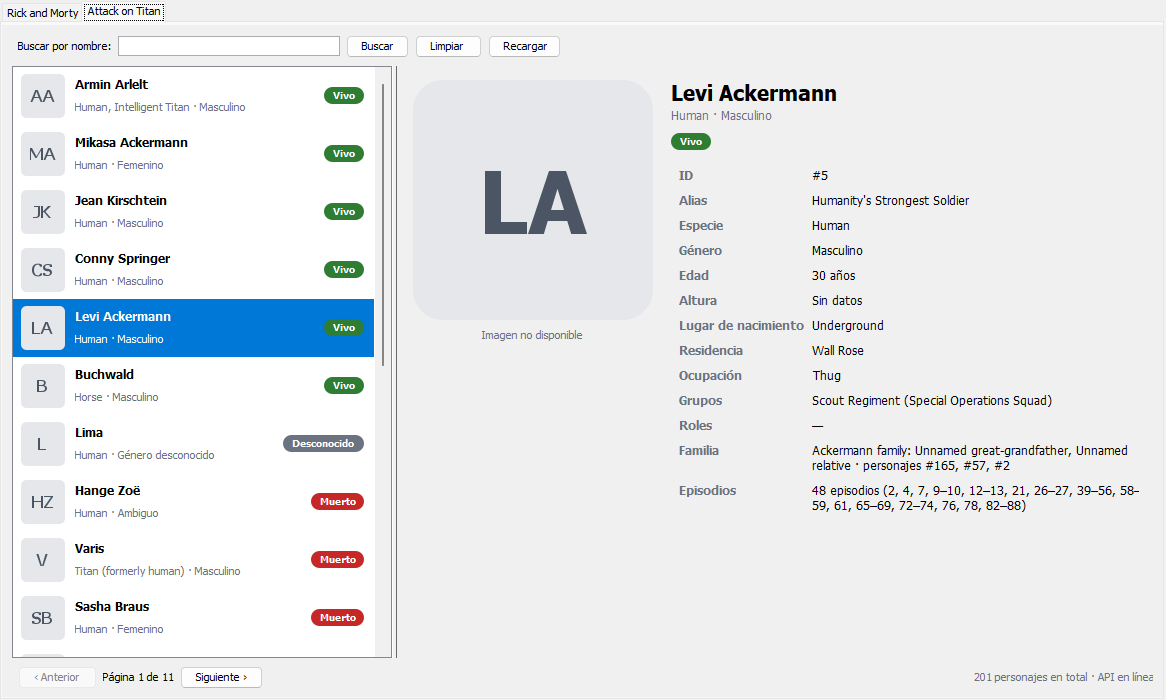 Rick and Morty Attack on Titan
Buscar por nombre: Buscar Limpiar Recargar
AA Armin Arlelt
Human, Intelligent Titan · Masculino
Vivo
MA Mikasa Ackermann
Human · Femenino
Vivo
JK Jean Kirschtein
Human · Masculino
Vivo
CS Conny Springer
Human · Masculino
Vivo
LA Levi Ackermann
Human · Masculino
Vivo
B Buchwald
Horse · Masculino
Vivo
L Lima
Human · Género desconocido
Desconocido
HZ Hange Zoë
Human · Ambiguo
Muerto
V Varis
Titan (formerly human) · Masculino
Muerto
SB Sasha Braus
Human · Femenino
Muerto
‹ Anterior Página 1 de 11 Siguiente ›
LA
Imagen no disponible
Levi Ackermann
Human · Masculino
Vivo
ID #5
Alias Humanity's Strongest Soldier
Especie Human
Género Masculino
Edad 30 años
Altura Sin datos
Lugar de nacimiento Underground
Residencia Wall Rose
Ocupación Thug
Grupos Scout Regiment (Special Operations Squad)
Roles —
Familia Ackermann family: Unnamed great-grandfather, Unnamed
relative · personajes #165, #57, #2
Episodios 48 episodios (2, 4, 7, 9–10, 12–13, 21, 26–27, 39–56, 58–
59, 61, 65–69, 72–74, 76, 78, 82–88)
201 personajes en total · API en línea